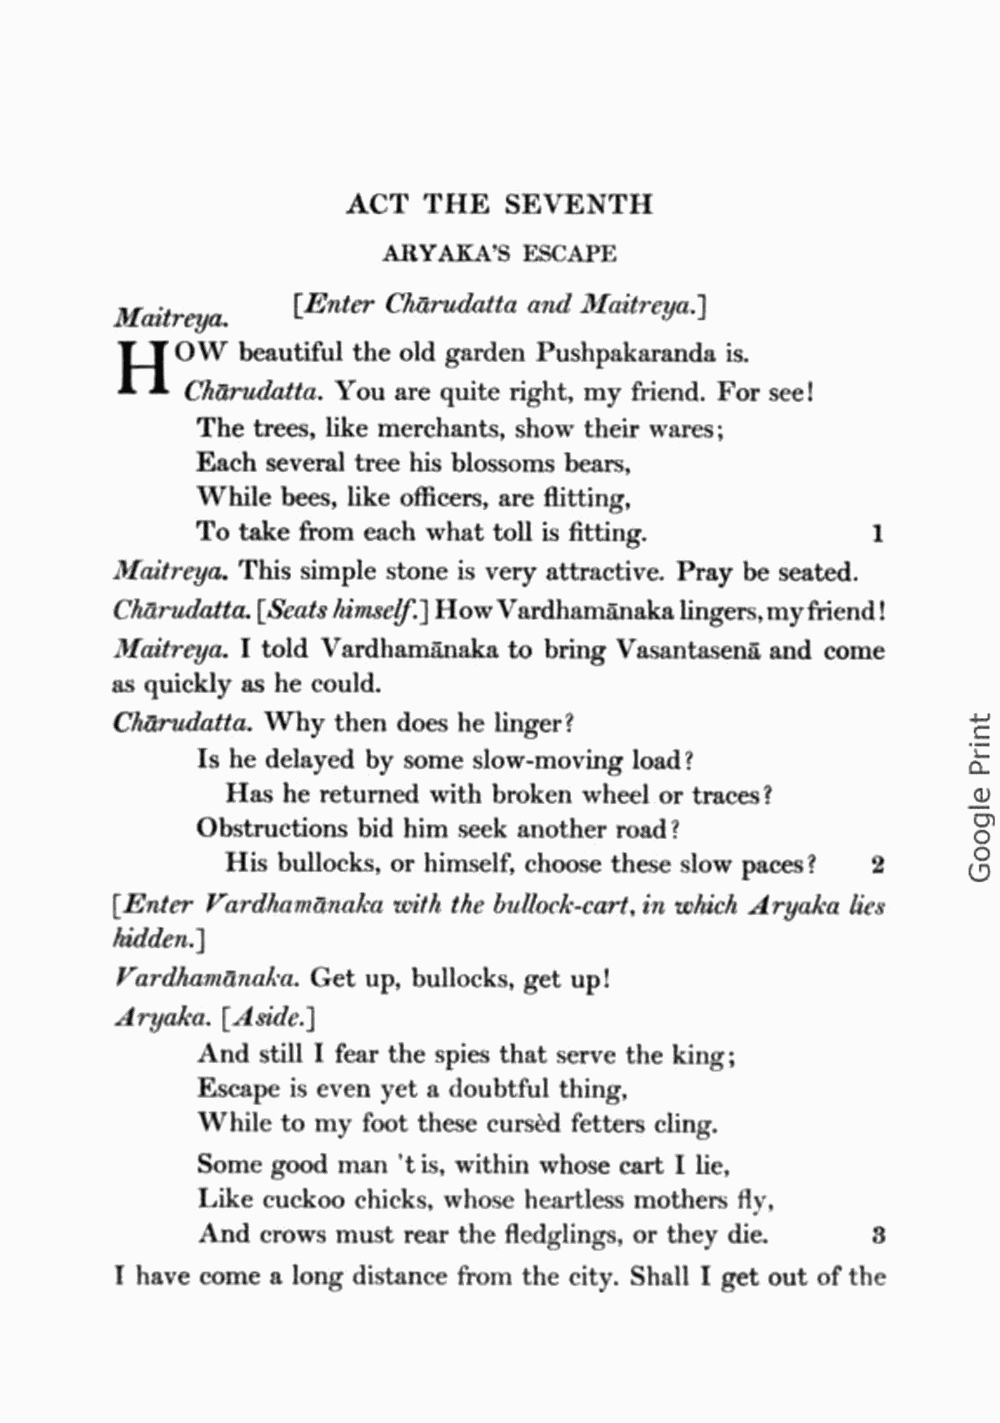 ACT THE SEVENTH
ARYAKA'S ESCAPE
[Enter Chārudatta and Maitreya.]
Maitreya.
HOW beautiful the old garden Pushpakaranda is.
Chārudatta. You are quite right, my friend. For see!
The trees, like merchants, show their wares;
Each several tree his blossoms bears,
While bees, like officers, are flitting,
To take from each what toll is fitting. 1
Maitreya. This simple stone is very attractive. Pray be seated.
Chārudatta. [Seats himself.] How Vardhamānaka lingers, my friend!
Maitreya. I told Vardhamānaka to bring Vasantasenā and come
as quickly as he could.
Chārudatta. Why then does he linger?
Is he delayed by some slow-moving load?
Has he returned with broken wheel or traces?
Obstructions bid him seek another road?
His bullocks, or himself, choose these slow paces? 2
[Enter Vardhamānaka with the bullock-cart, in which Aryaka lies
hidden.]
Vardhamānaka. Get up, bullocks, get up!
Aryaka. [Aside.]
And still I fear the spies that serve the king;
Escape is even yet a doubtful thing,
While to my foot these cursèd fetters cling.
Some good man 't is, within whose cart I lie,
Like cuckoo chicks, whose heartless mothers fly,
And crows must rear the fledglings, or they die. 3
I have come a long distance from the city. Shall I get out of the
Google Print